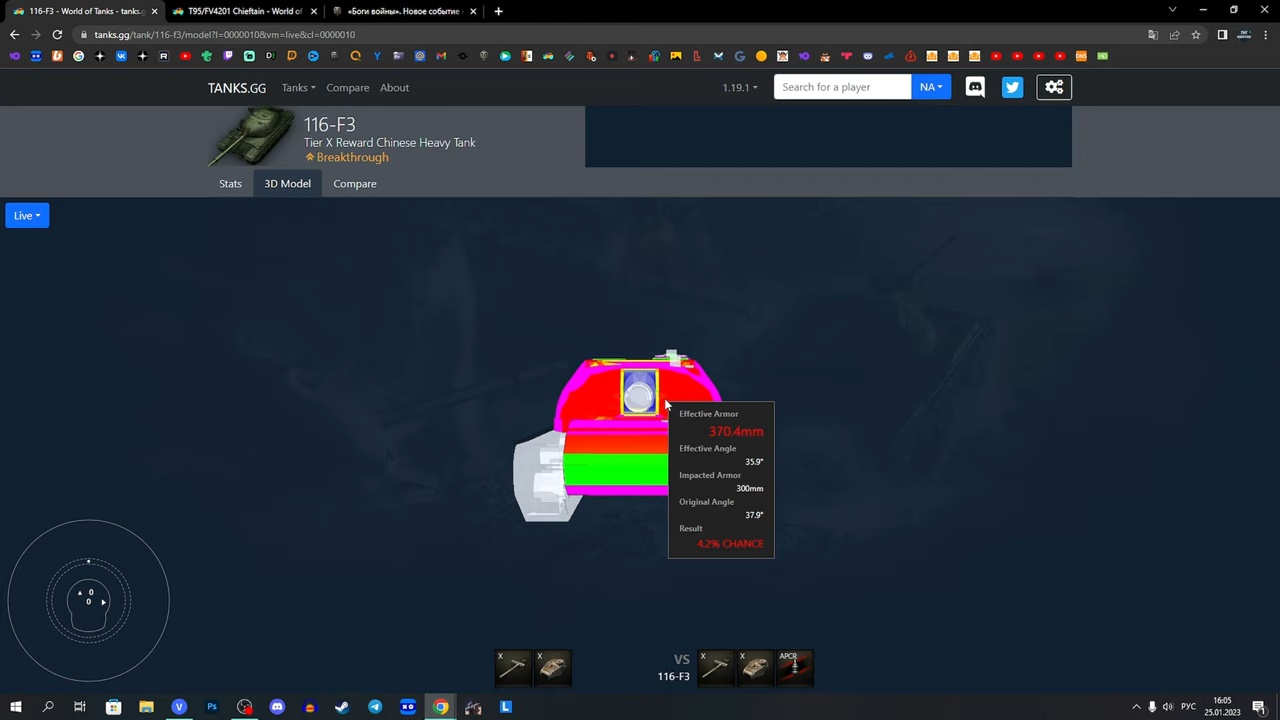 116-F3 - World of Tanks - tanks.g
T95/FV4201 Chieftain - World of
«Боги войны». Новое событие
tanks.gg/tank/116-f3/model?l=0000010&vm=live&cl=0000010
TANKS.GG
Tanks
Compare
About
1.19.1
Search for a player
NA
116-F3
Tier X Reward Chinese Heavy Tank
Breakthrough
Stats
3D Model
Compare
Live
Effective Armor
370.4mm
Effective Angle
35.9°
Impacted Armor
300mm
Original Angle
37.9°
Result
4.2% CHANCE
0
0
X
X
VS
116-F3
X
X
APCR
РУС
16:05
25.01.2023